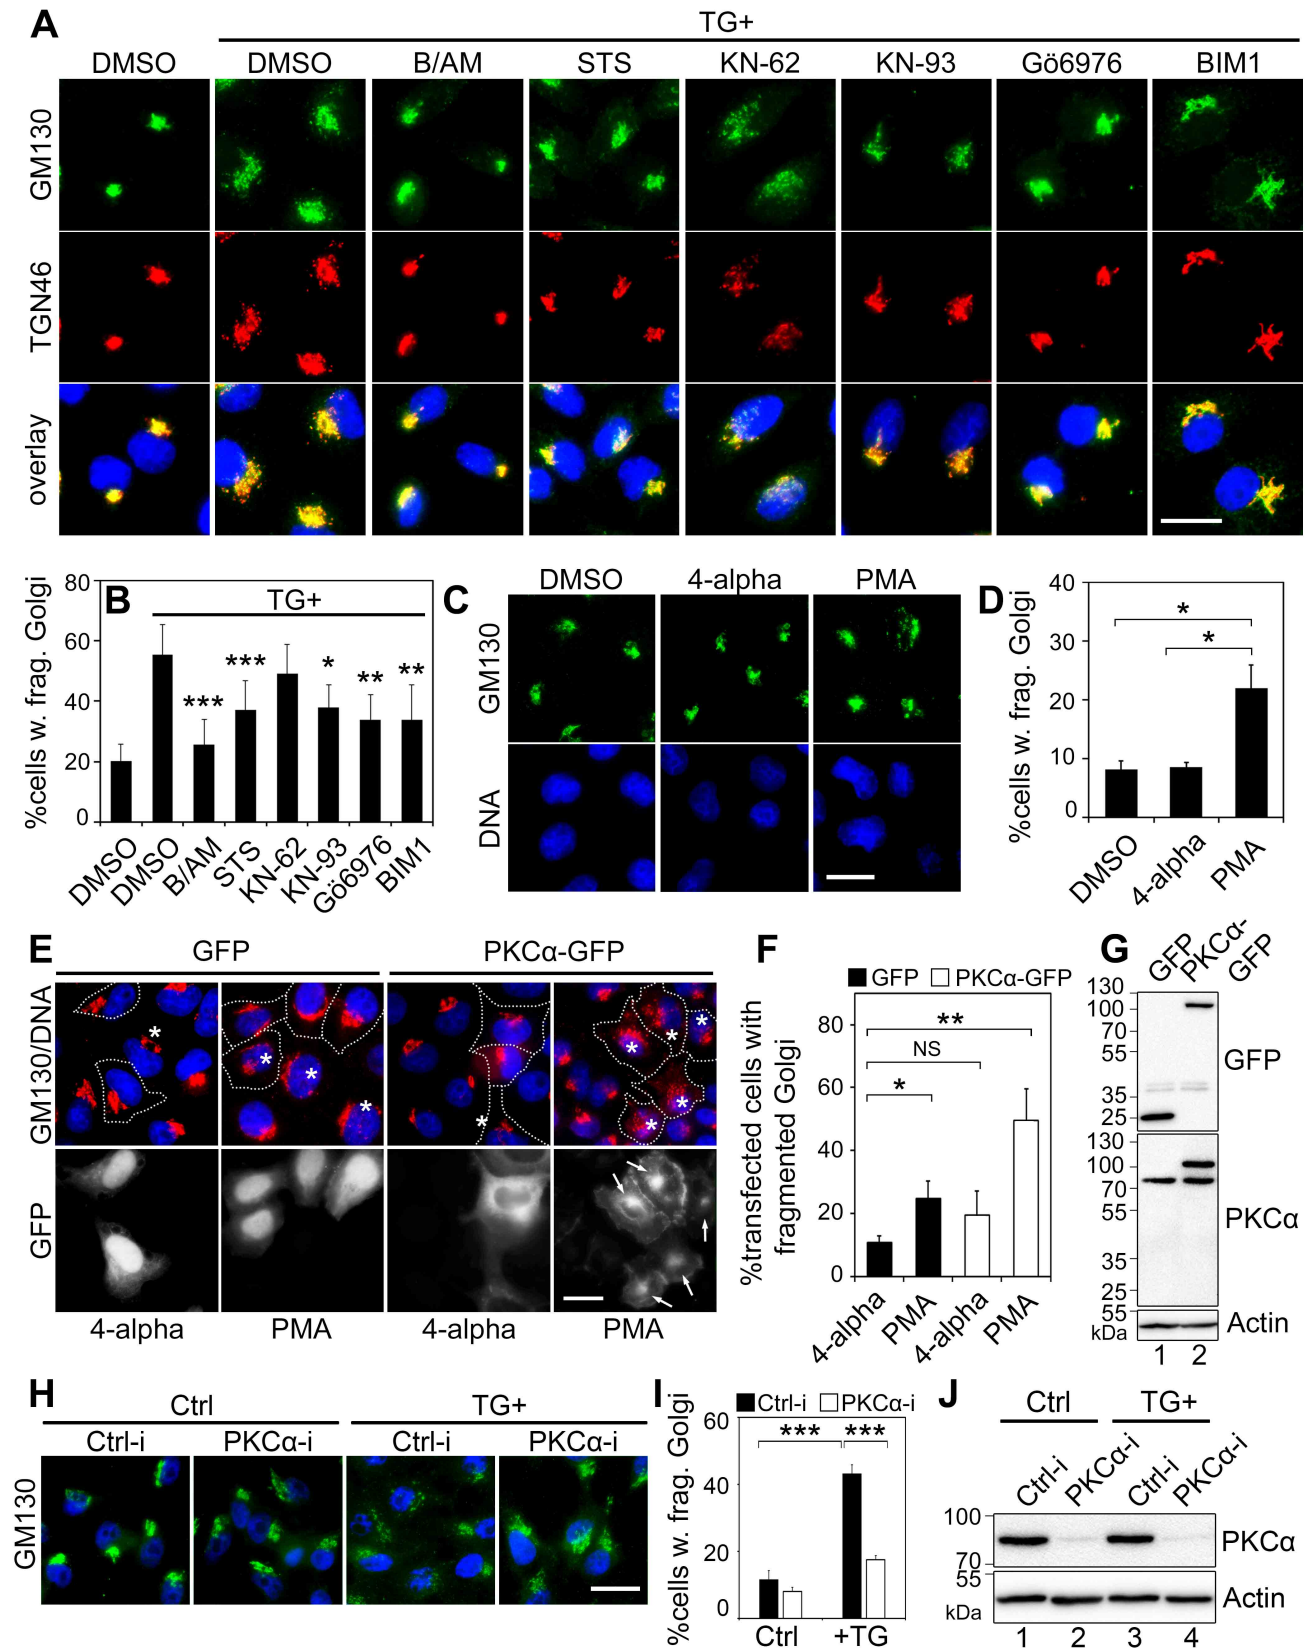 A
TG+
DMSO DMSO B/AM STS KN-62 KN-93 Gö6976 BIM1
GM130
TGN46
overlay
B
%cells w. frag. Golgi
80
60
40
20
0
TG+
***
***
*
**
**
DMSO DMSO B/AM STS KN-62 KN-93 Gö6976 BIM1
C
DMSO 4-alpha PMA
GM130
DNA
D
%cells w. frag. Golgi
40
30
20
10
0
*
*
DMSO 4-alpha PMA
E
GFP PKCα-GFP
GM130/DNA
*
*
*
*
*
*
*
*
*
*
GFP
4-alpha PMA 4-alpha PMA
F
GFP PKCα-GFP
%transfected cells with
fragmented Golgi
80
60
40
20
0
**
NS
*
4-alpha PMA 4-alpha PMA
G
GFP PKCα-GFP
130
100
70
55
35
25
GFP
130
100
70
55
35
25
PKCα
55
kDa
Actin
1 2
H
Ctrl TG+
Ctrl-i PKCα-i Ctrl-i PKCα-i
GM130
I
Ctrl-i PKCα-i
%cells w. frag. Golgi
60
40
20
0
*** ***
Ctrl +TG
J
Ctrl TG+
Ctrl-i PKCα-i Ctrl-i PKCα-i
100
70
PKCα
55
kDa
Actin
1 2 3 4